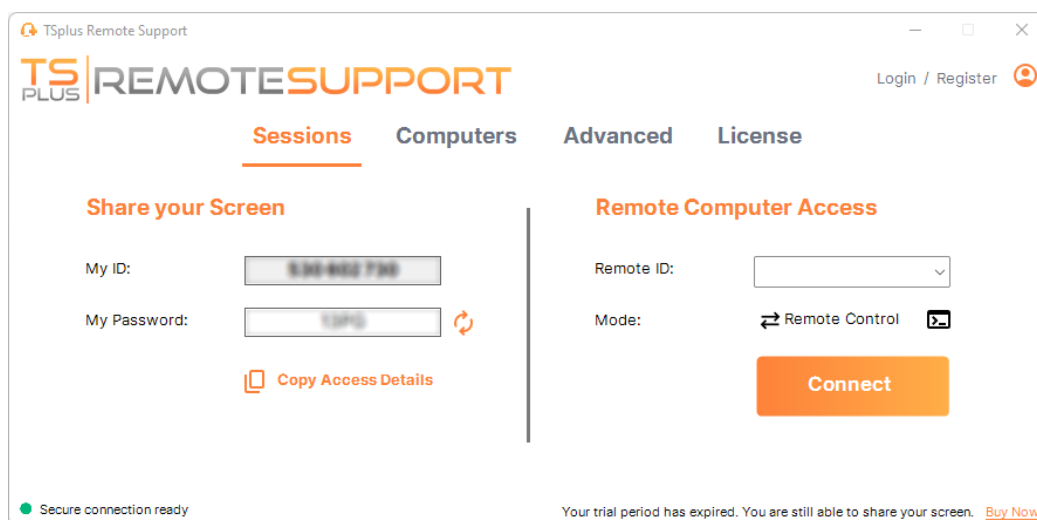 TSplus Remote Support
TS PLUS REMOTESUPPORT
Login / Register
Sessions Computers Advanced License
Share your Screen
Remote Computer Access
My ID:
Remote ID:
My Password:
Mode: Remote Control
Copy Access Details
Connect
Secure connection ready
Your trial period has expired. You are still able to share your screen. Buy Now